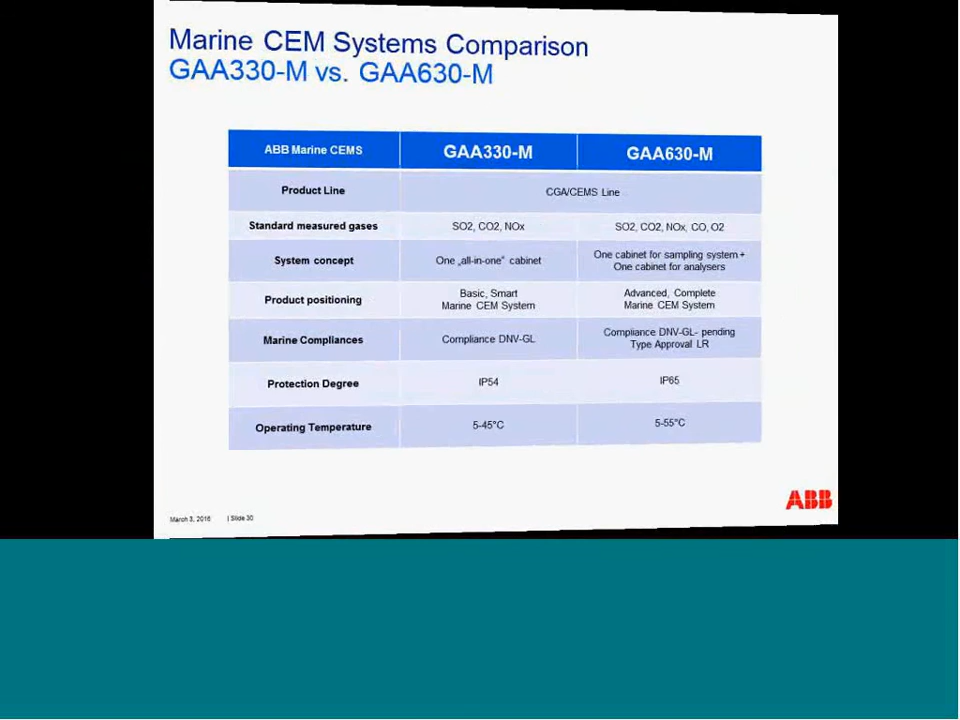 Marine CEM Systems Comparison
GAA330-M vs. GAA630-M
ABB Marine CEMS GAA330-M GAA630-M
Product Line CGA/CEMS Line
Standard measured gases SO2, CO2, NOx SO2, CO2, NOx, CO, O2
System concept One „all-in-one“ cabinet One cabinet for sampling system +
One cabinet for analysers
Product positioning Basic, Smart
Marine CEM System Advanced, Complete
Marine CEM System
Marine Compliances Compliance DNV-GL Compliance DNV-GL- pending
Type Approval LR
Protection Degree IP54 IP65
Operating Temperature 5-45°C 5-55°C
March 3, 2016 | Slide 30
ABB